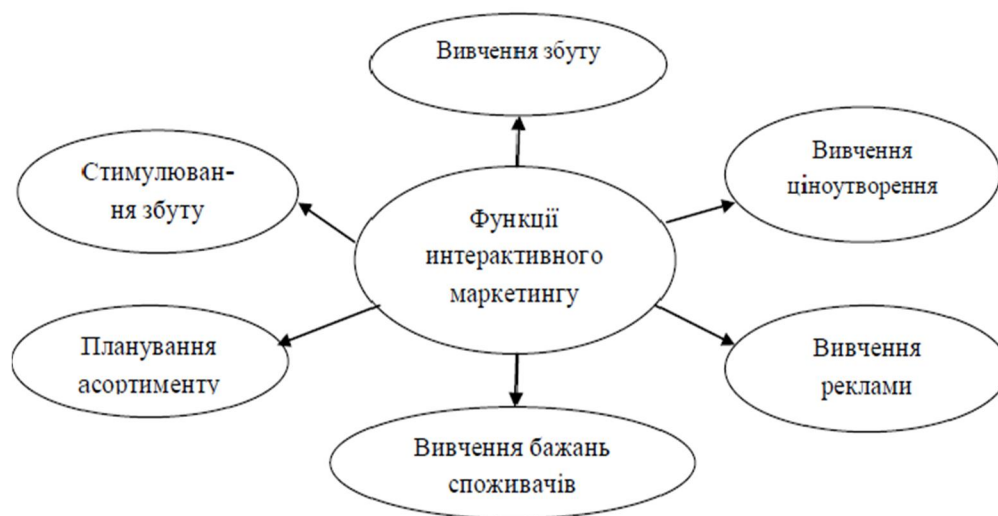 Вивчення збуту
Стимулюван-
ня збуту
Вивчення
ціноутворення
Функції
интерактивного
маркетингу
Планування
асортименту
Вивчення
реклами
Вивчення бажань
споживачів